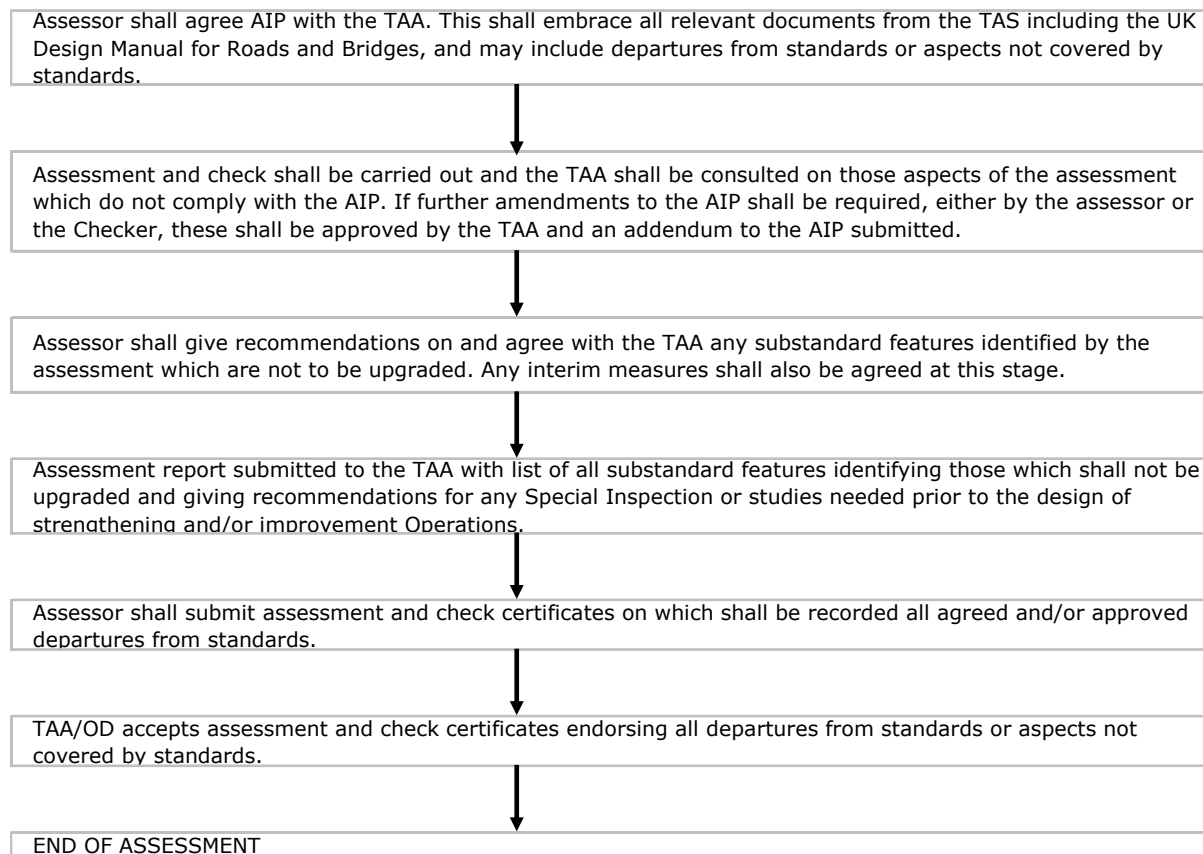 Assessor shall agree AIP with the TAA. This shall embrace all relevant documents from the TAS including the UK
Design Manual for Roads and Bridges, and may include departures from standards or aspects not covered by
standards.
Assessment and check shall be carried out and the TAA shall be consulted on those aspects of the assessment
which do not comply with the AIP. If further amendments to the AIP shall be required, either by the assessor or
the Checker, these shall be approved by the TAA and an addendum to the AIP submitted.
Assessor shall give recommendations on and agree with the TAA any substandard features identified by the
assessment which are not to be upgraded. Any interim measures shall also be agreed at this stage.
Assessment report submitted to the TAA with list of all substandard features identifying those which shall not be
upgraded and giving recommendations for any Special Inspection or studies needed prior to the design of
strengthening and/or improvement Operations.
Assessor shall submit assessment and check certificates on which shall be recorded all agreed and/or approved
departures from standards.
TAA/OD accepts assessment and check certificates endorsing all departures from standards or aspects not
covered by standards.
END OF ASSESSMENT